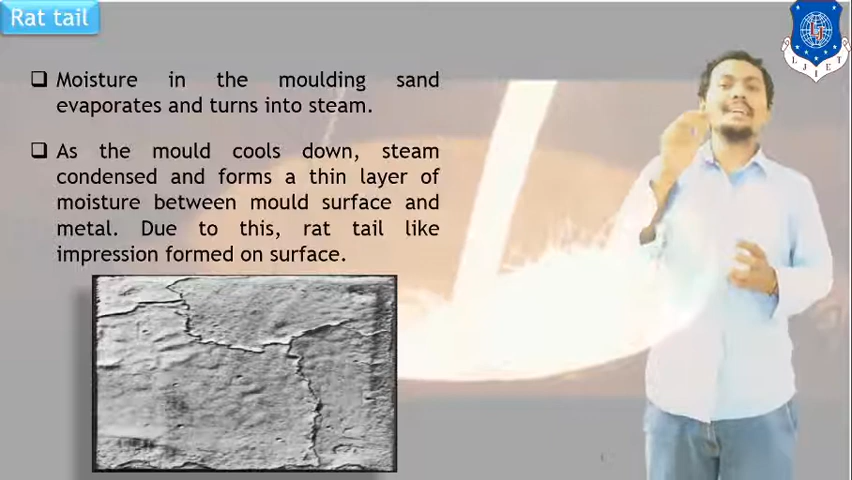 Rat tail
Moisture in the moulding sand
evaporates and turns into steam.
As the mould cools down, steam
condensed and forms a thin layer of
moisture between mould surface and
metal. Due to this, rat tail like
impression formed on surface.
LJIET